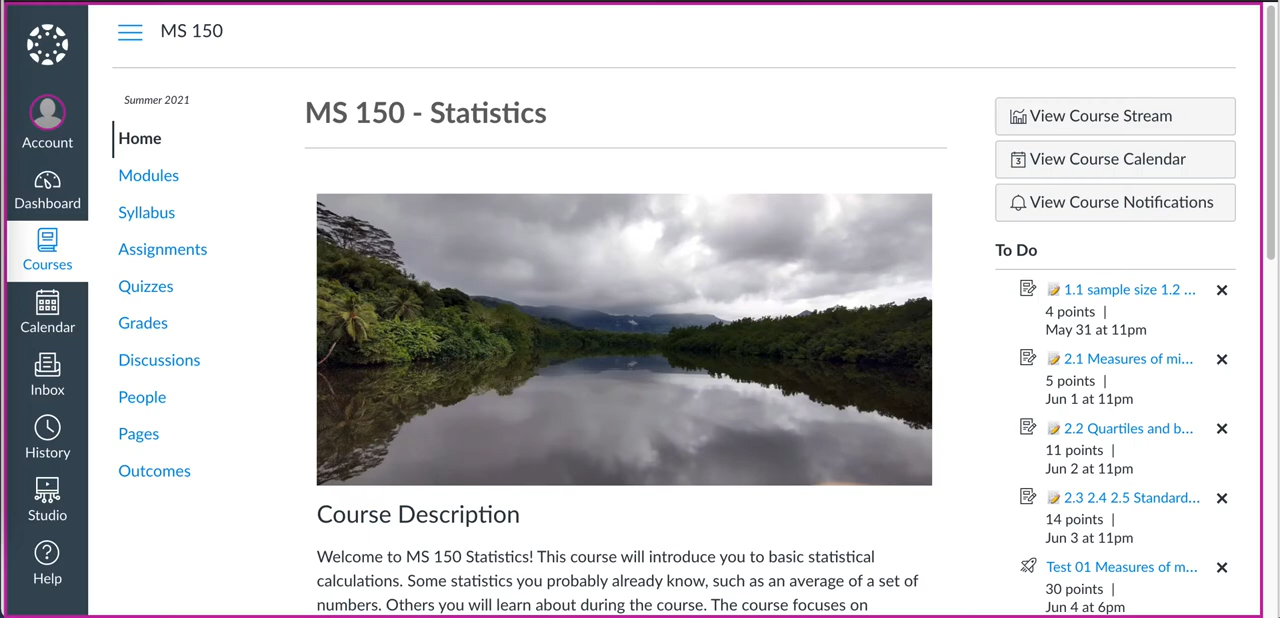 MS 150
Account
Dashboard
Courses
Calendar
Inbox
History
Studio
Help
Summer 2021
Home
Modules
Syllabus
Assignments
Quizzes
Grades
Discussions
People
Pages
Outcomes
MS 150 - Statistics
Course Description
Welcome to MS 150 Statistics! This course will introduce you to basic statistical
calculations. Some statistics you probably already know, such as an average of a set of
numbers. Others you will learn about during the course. The course focuses on
View Course Stream
3 View Course Calendar
View Course Notifications
To Do
1.1 sample size 1.2 ...
4 points |
May 31 at 11pm
2.1 Measures of mi...
5 points |
Jun 1 at 11pm
2.2 Quartiles and b...
11 points |
Jun 2 at 11pm
2.3 2.4 2.5 Standard...
14 points |
Jun 3 at 11pm
Test 01 Measures of m...
30 points |
Jun 4 at 6pm